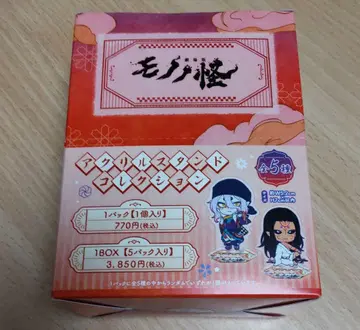 劇場版
モノノ怪
アクリルスタンド
コレクション
全5種
1パック【1個入り】
770円(税込)
1BOX【5パック入り】
3,850円(税込)